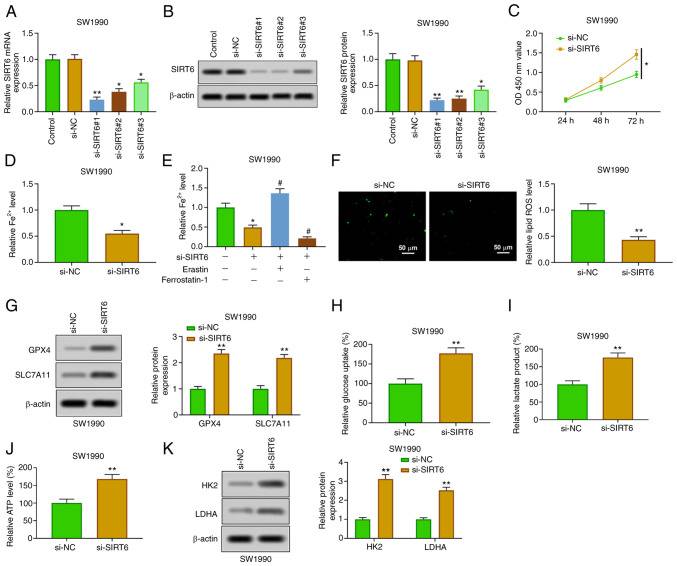 A
SW1990
Relative SIRT6 mRNA
expression
1.5
1.0
0.5
0.0
**
*
*
Control
si-NC
si-SIRT6#1
si-SIRT6#2
si-SIRT6#3
B
Control
si-NC
si-SIRT6#1
si-SIRT6#2
si-SIRT6#3
SIRT6
β-actin
SW1990
Relative SIRT6 protein
expression
1.5
1.0
0.5
0.0
**
**
*
Control
si-NC
si-SIRT6#1
si-SIRT6#2
si-SIRT6#3
C
SW1990
si-NC
si-SIRT6
OD 450 nm value
2.0
1.5
1.0
0.5
0.0
*
24 h
48 h
72 h
D
SW1990
Relative Fe2+ level
1.5
1.0
0.5
0.0
*
si-NC
si-SIRT6
E
SW1990
Relative Fe2+ level
2.0
1.5
1.0
0.5
0.0
*
#
#
si-SIRT6 – + + +
Erastin – – + –
Ferrostatin-1 – – – +
F
si-NC
si-SIRT6
SW1990
50 μm
50 μm
Relative lipid ROS level
1.5
1.0
0.5
0.0
**
si-NC
si-SIRT6
G
si-NC
si-SIRT6
GPX4
SLC7A11
β-actin
SW1990
SW1990
si-NC
si-SIRT6
Relative protein
expression
4
3
2
1
0
**
**
GPX4
SLC7A11
H
SW1990
Relative glucose uptake (%)
250
200
150
100
50
0
**
si-NC
si-SIRT6
I
SW1990
Relative lactate product (%)
250
200
150
100
50
0
**
si-NC
si-SIRT6
J
SW1990
Relative ATP level (%)
200
150
100
50
0
**
si-NC
si-SIRT6
K
si-NC
si-SIRT6
HK2
LDHA
β-actin
SW1990
SW1990
si-NC
si-SIRT6
Relative protein
expression
4
3
2
1
0
**
**
HK2
LDHA